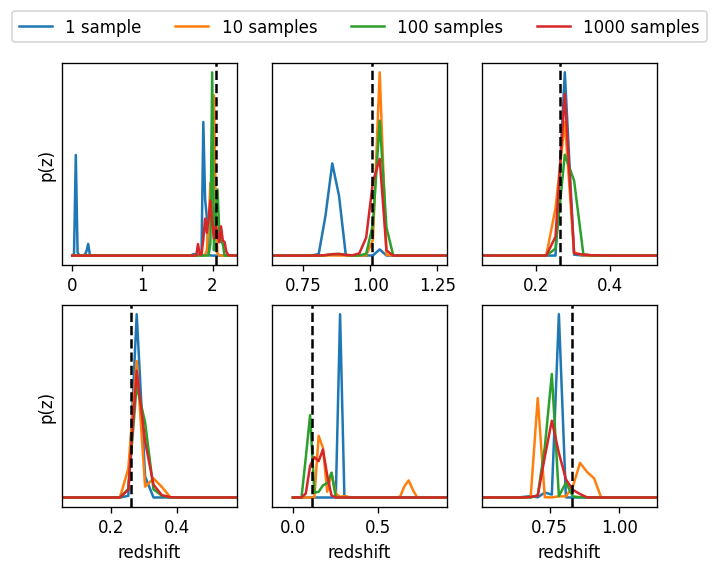 1 sample 10 samples 100 samples 1000 samples
p(z)
0 1 2
0.75 1.00 1.25
0.2 0.4
p(z)
0.2 0.4
0.0 0.5
0.75 1.00
redshift redshift redshift